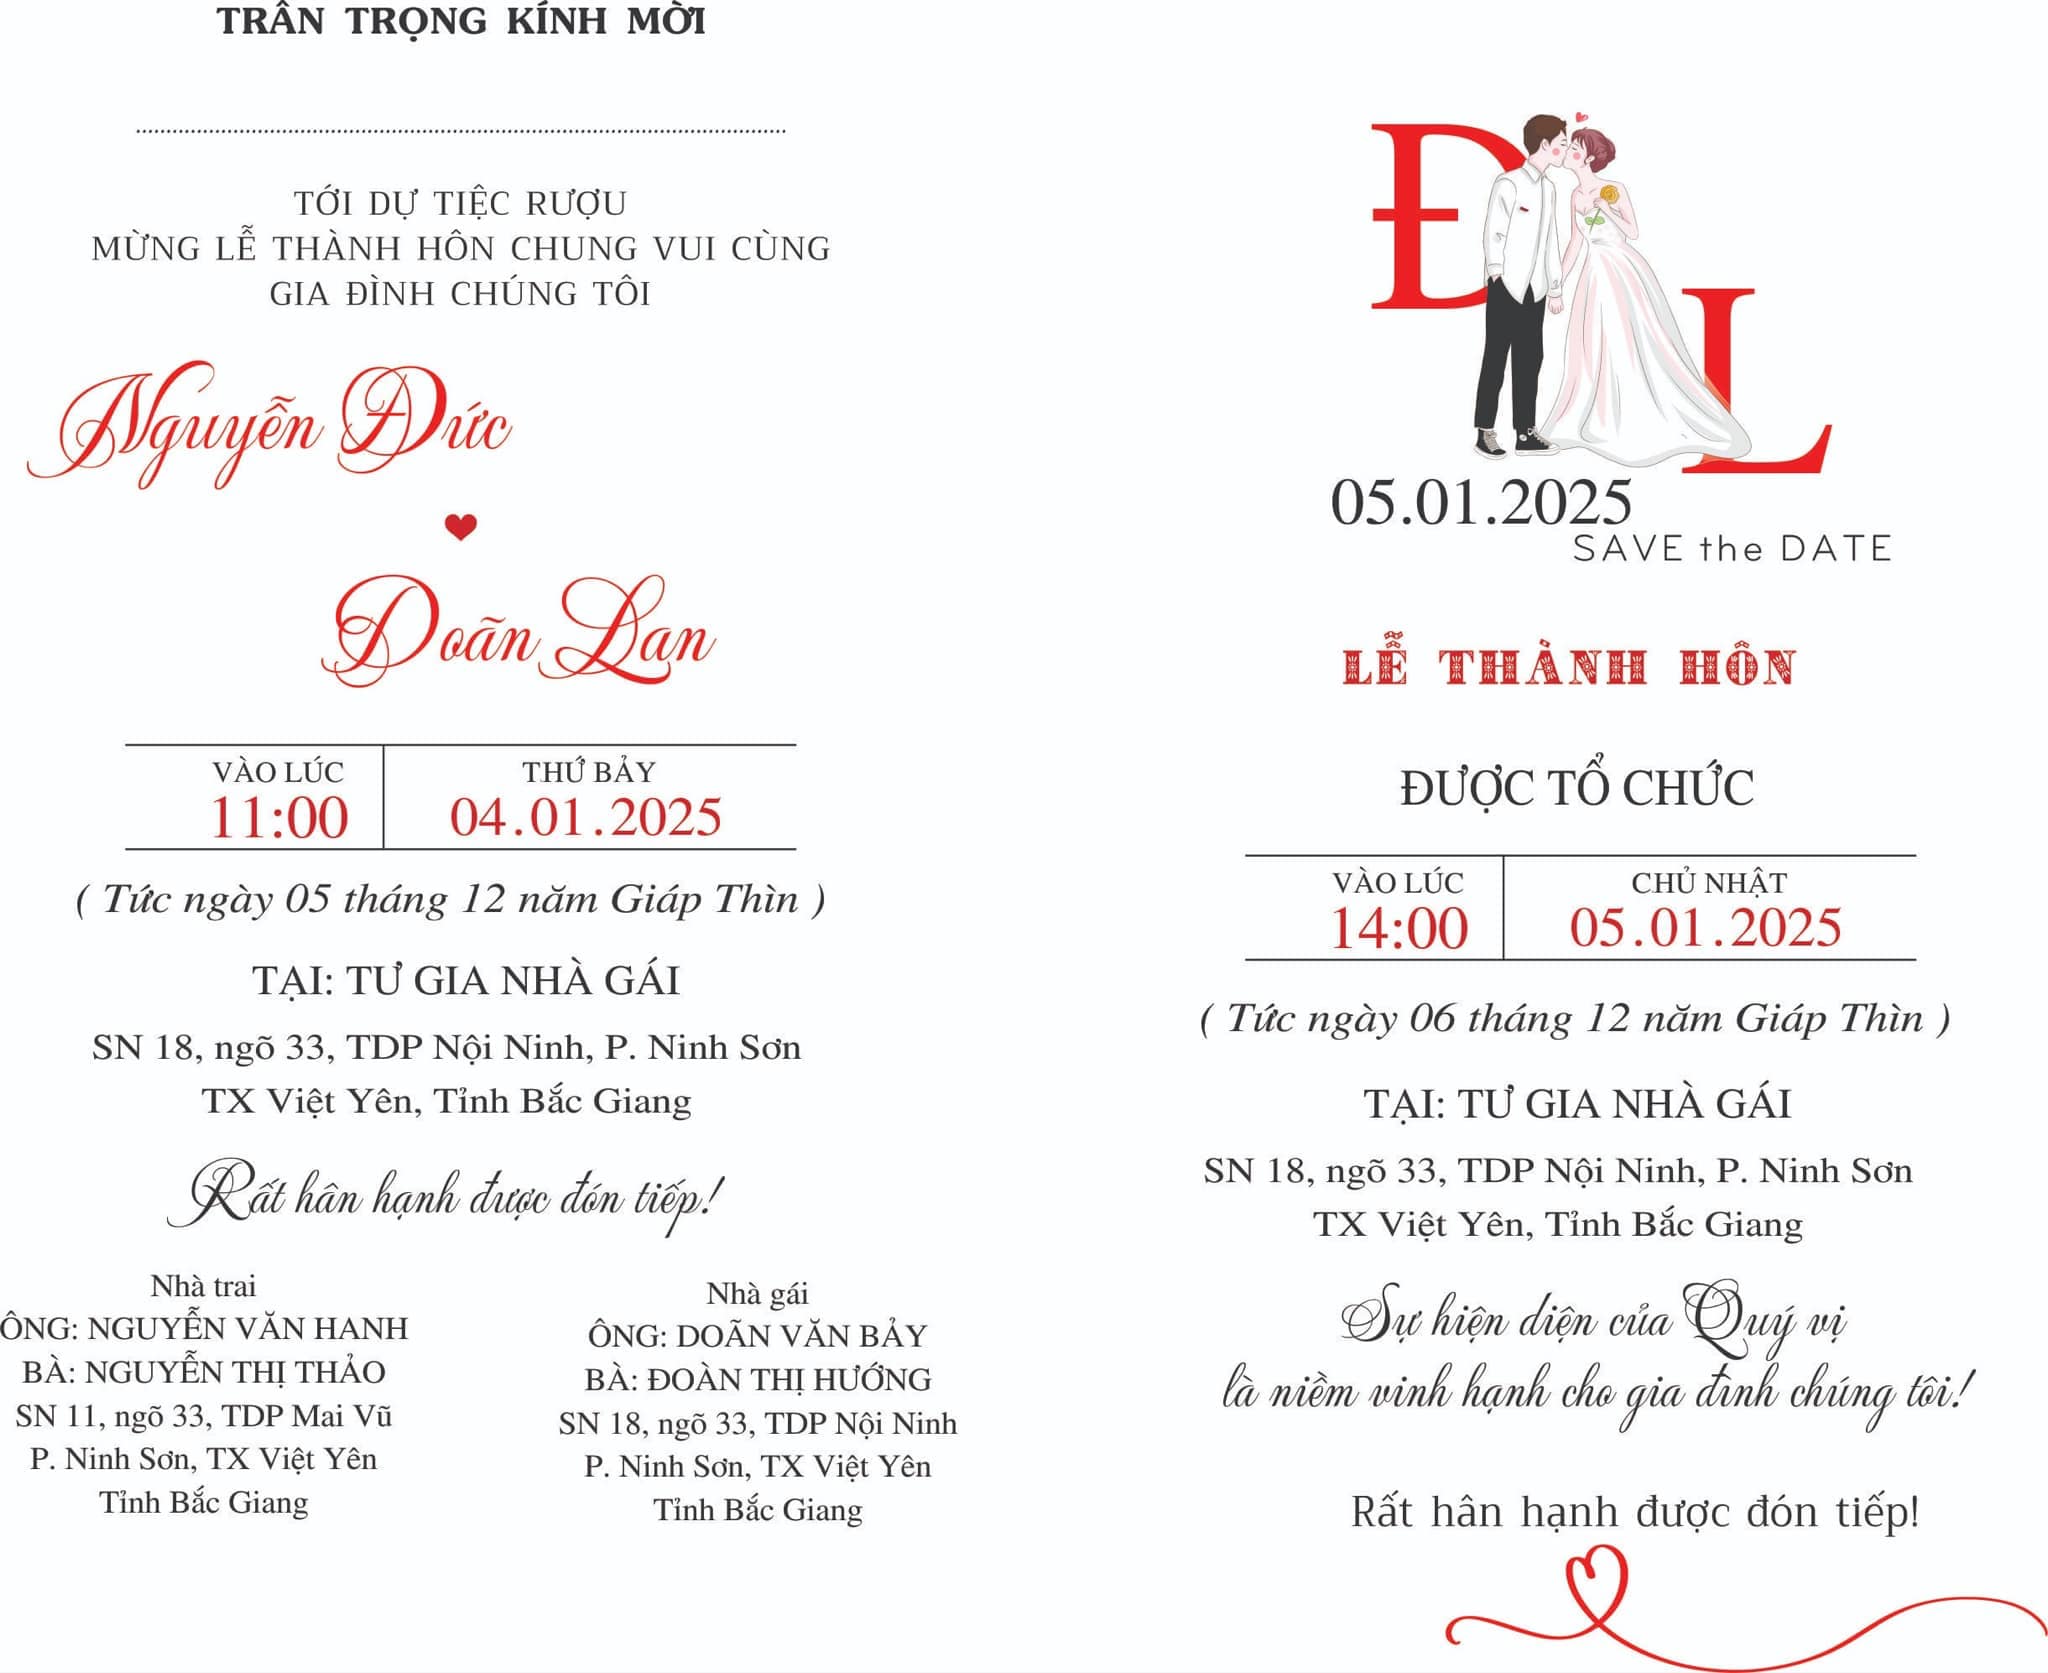 TRÂN TRỌNG KÍNH MỜI
TỚI DỰ TIỆC RƯỢU
MỪNG LỄ THÀNH HÔN CHUNG VUI CÙNG
GIA ĐÌNH CHÚNG TÔI
Nguyễn Đức
Doãn Lan
VÀO LÚC
11:00
THỨ BẢY
04.01.2025
( Tức ngày 05 tháng 12 năm Giáp Thìn )
TẠI: TƯ GIA NHÀ GÁI
SN 18, ngõ 33, TDP Nội Ninh, P. Ninh Sơn
TX Việt Yên, Tỉnh Bắc Giang
Rất hân hạnh được đón tiếp!
Nhà trai
ÔNG: NGUYỄN VĂN HANH
BÀ: NGUYỄN THỊ THẢO
SN 11, ngõ 33, TDP Mai Vũ
P. Ninh Sơn, TX Việt Yên
Tỉnh Bắc Giang
Nhà gái
ÔNG: DOÃN VĂN BẢY
BÀ: ĐOÀN THỊ HƯỚNG
SN 18, ngõ 33, TDP Nội Ninh
P. Ninh Sơn, TX Việt Yên
Tỉnh Bắc Giang
Đ
L
05.01.2025
SAVE the DATE
LỄ THÀNH HÔN
ĐƯỢC TỔ CHỨC
VÀO LÚC
14:00
CHỦ NHẬT
05.01.2025
( Tức ngày 06 tháng 12 năm Giáp Thìn )
TẠI: TƯ GIA NHÀ GÁI
SN 18, ngõ 33, TDP Nội Ninh, P. Ninh Sơn
TX Việt Yên, Tỉnh Bắc Giang
Sự hiện diện của Quý vị
là niềm vinh hạnh cho gia đình chúng tôi!
Rất hân hạnh được đón tiếp!